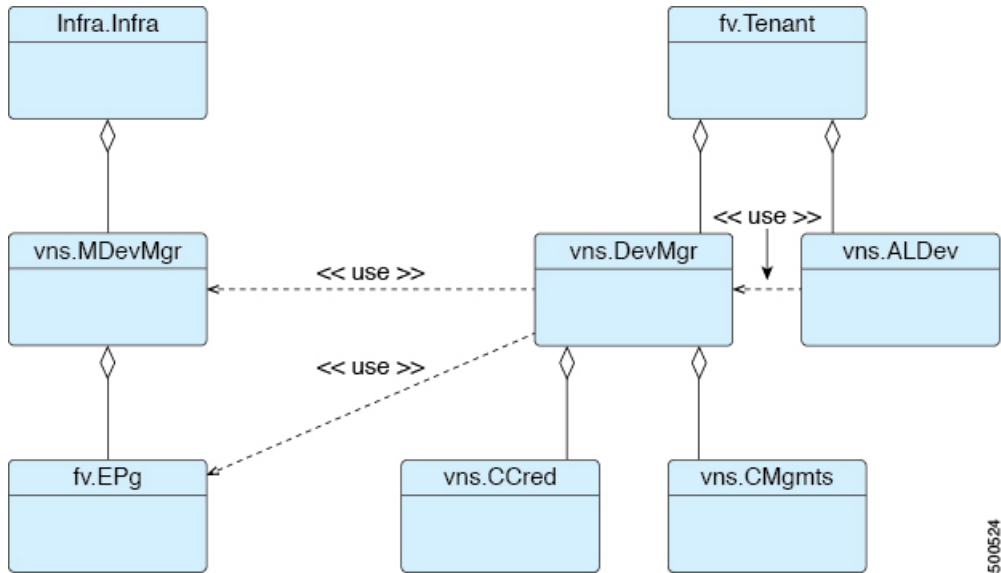 Infra.Infra
fv.Tenant
<< use >>
vns.MDevMgr
vns.DevMgr
vns.ALDev
<< use >>
<< use >>
fv.EPg
vns.CCred
vns.CMgmts
500524